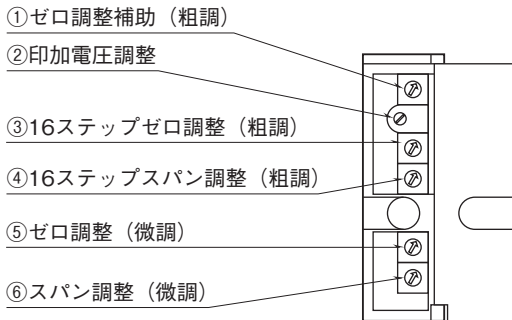 ①ゼロ調整補助（粗調）
②印加電圧調整
③16ステップゼロ調整（粗調）
④16ステップスパン調整（粗調）
⑤ゼロ調整（微調）
⑥スパン調整（微調）